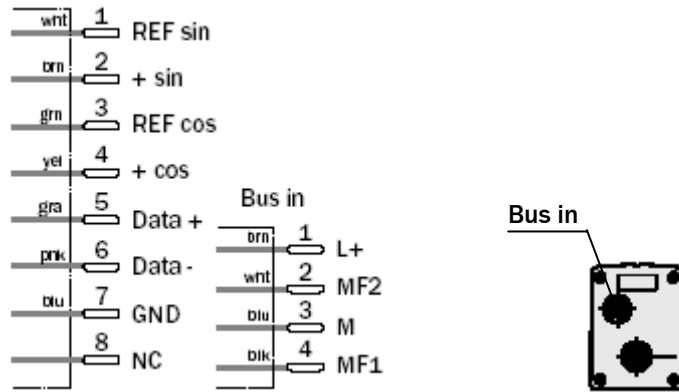 wht 1 REF sin
brn 2 + sin
grn 3 REF cos
yel 4 + cos
gra 5 Data +
pnk 6 Data -
blu 7 GND
8 NC
Bus in
brn 1 L+
wht 2 MF2
blu 3 M
blk 4 MF1
Bus in